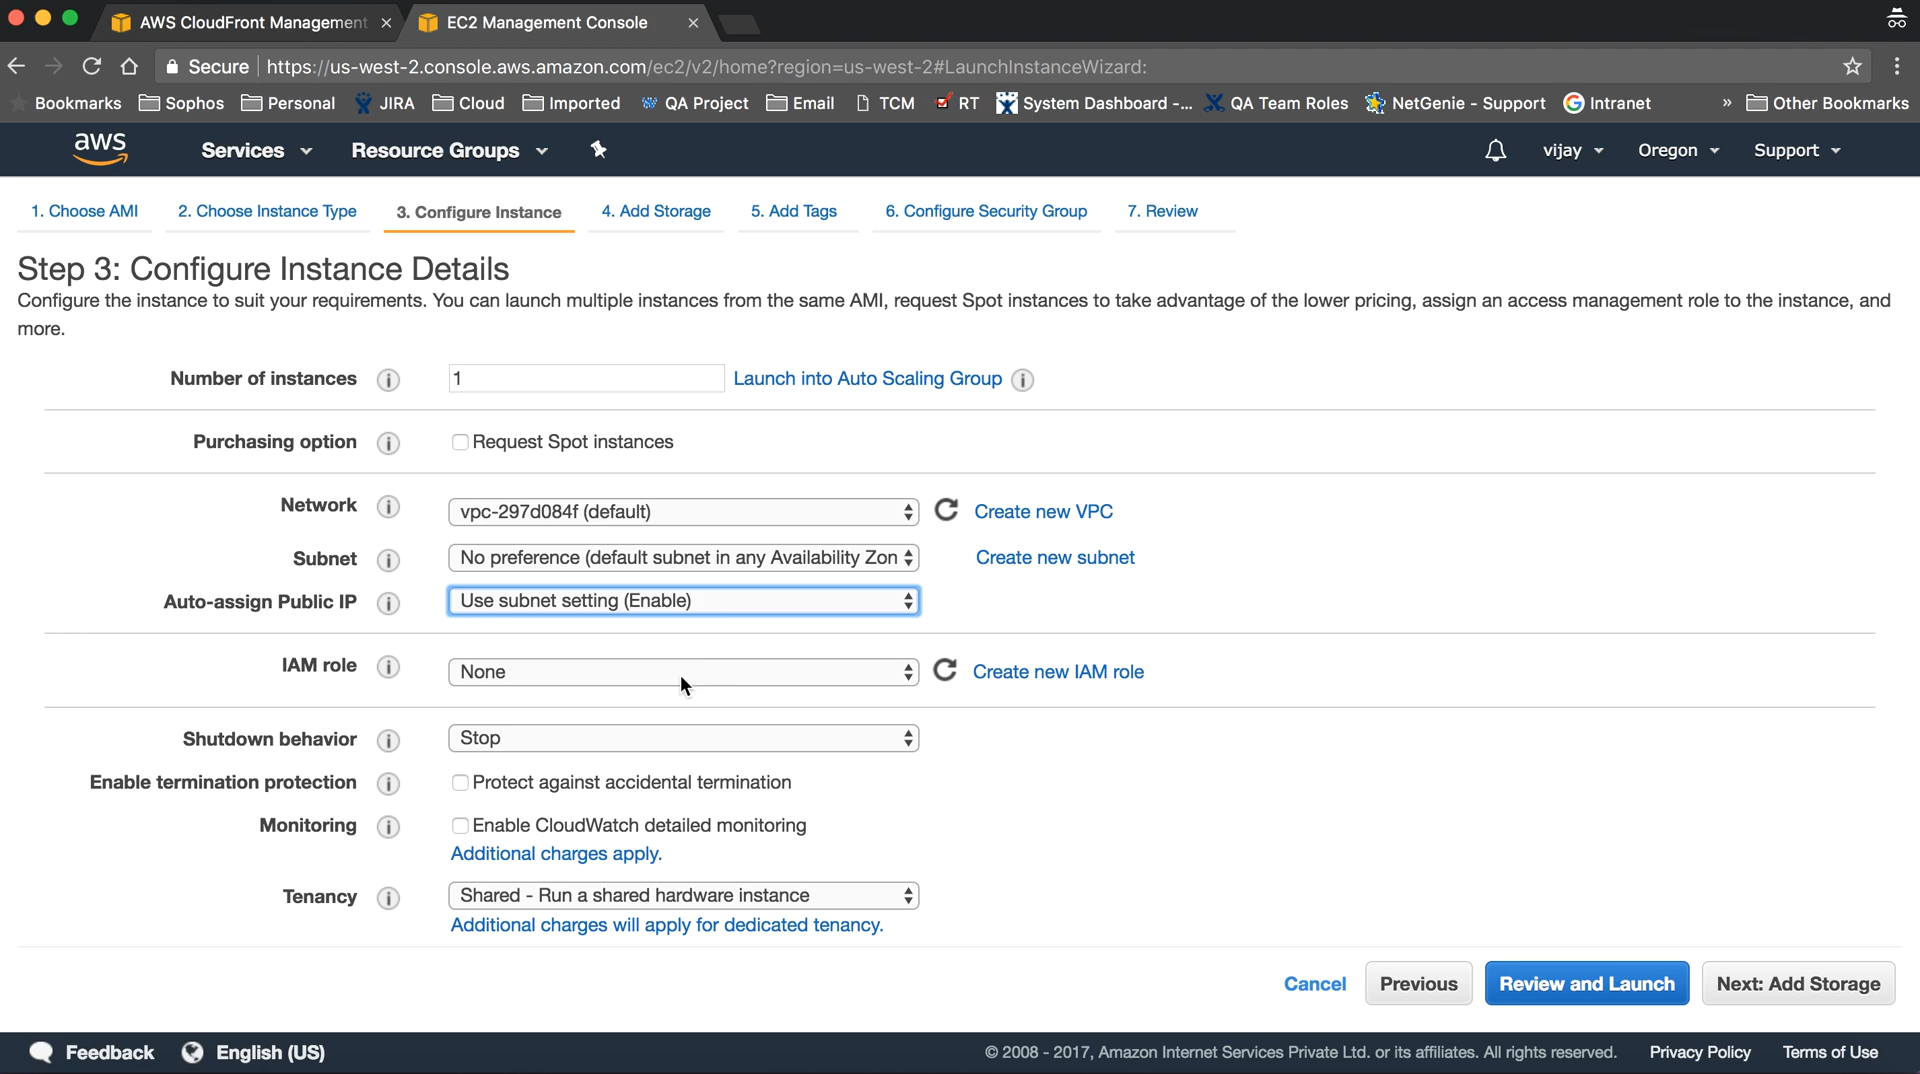 AWS CloudFront Management
EC2 Management Console
Secure https://us-west-2.console.aws.amazon.com/ec2/v2/home?region=us-west-2#LaunchInstanceWizard:
Bookmarks Sophos Personal JIRA Cloud Imported QA Project Email TCM RT System Dashboard -... QA Team Roles NetGenie - Support Intranet » Other Bookmarks
aws Services Resource Groups vijay Oregon Support
1. Choose AMI 2. Choose Instance Type 3. Configure Instance 4. Add Storage 5. Add Tags 6. Configure Security Group 7. Review
Step 3: Configure Instance Details
Configure the instance to suit your requirements. You can launch multiple instances from the same AMI, request Spot instances to take advantage of the lower pricing, assign an access management role to the instance, and
more.
Number of instances i 1 Launch into Auto Scaling Group i
Purchasing option i Request Spot instances
Network i vpc-297d084f (default) Create new VPC
Subnet i No preference (default subnet in any Availability Zon Create new subnet
Auto-assign Public IP i Use subnet setting (Enable)
IAM role i None Create new IAM role
Shutdown behavior i Stop
Enable termination protection i Protect against accidental termination
Monitoring i Enable CloudWatch detailed monitoring
Additional charges apply.
Tenancy i Shared - Run a shared hardware instance
Additional charges will apply for dedicated tenancy.
Cancel Previous Review and Launch Next: Add Storage
Feedback English (US) © 2008 - 2017, Amazon Internet Services Private Ltd. or its affiliates. All rights reserved. Privacy Policy Terms of Use